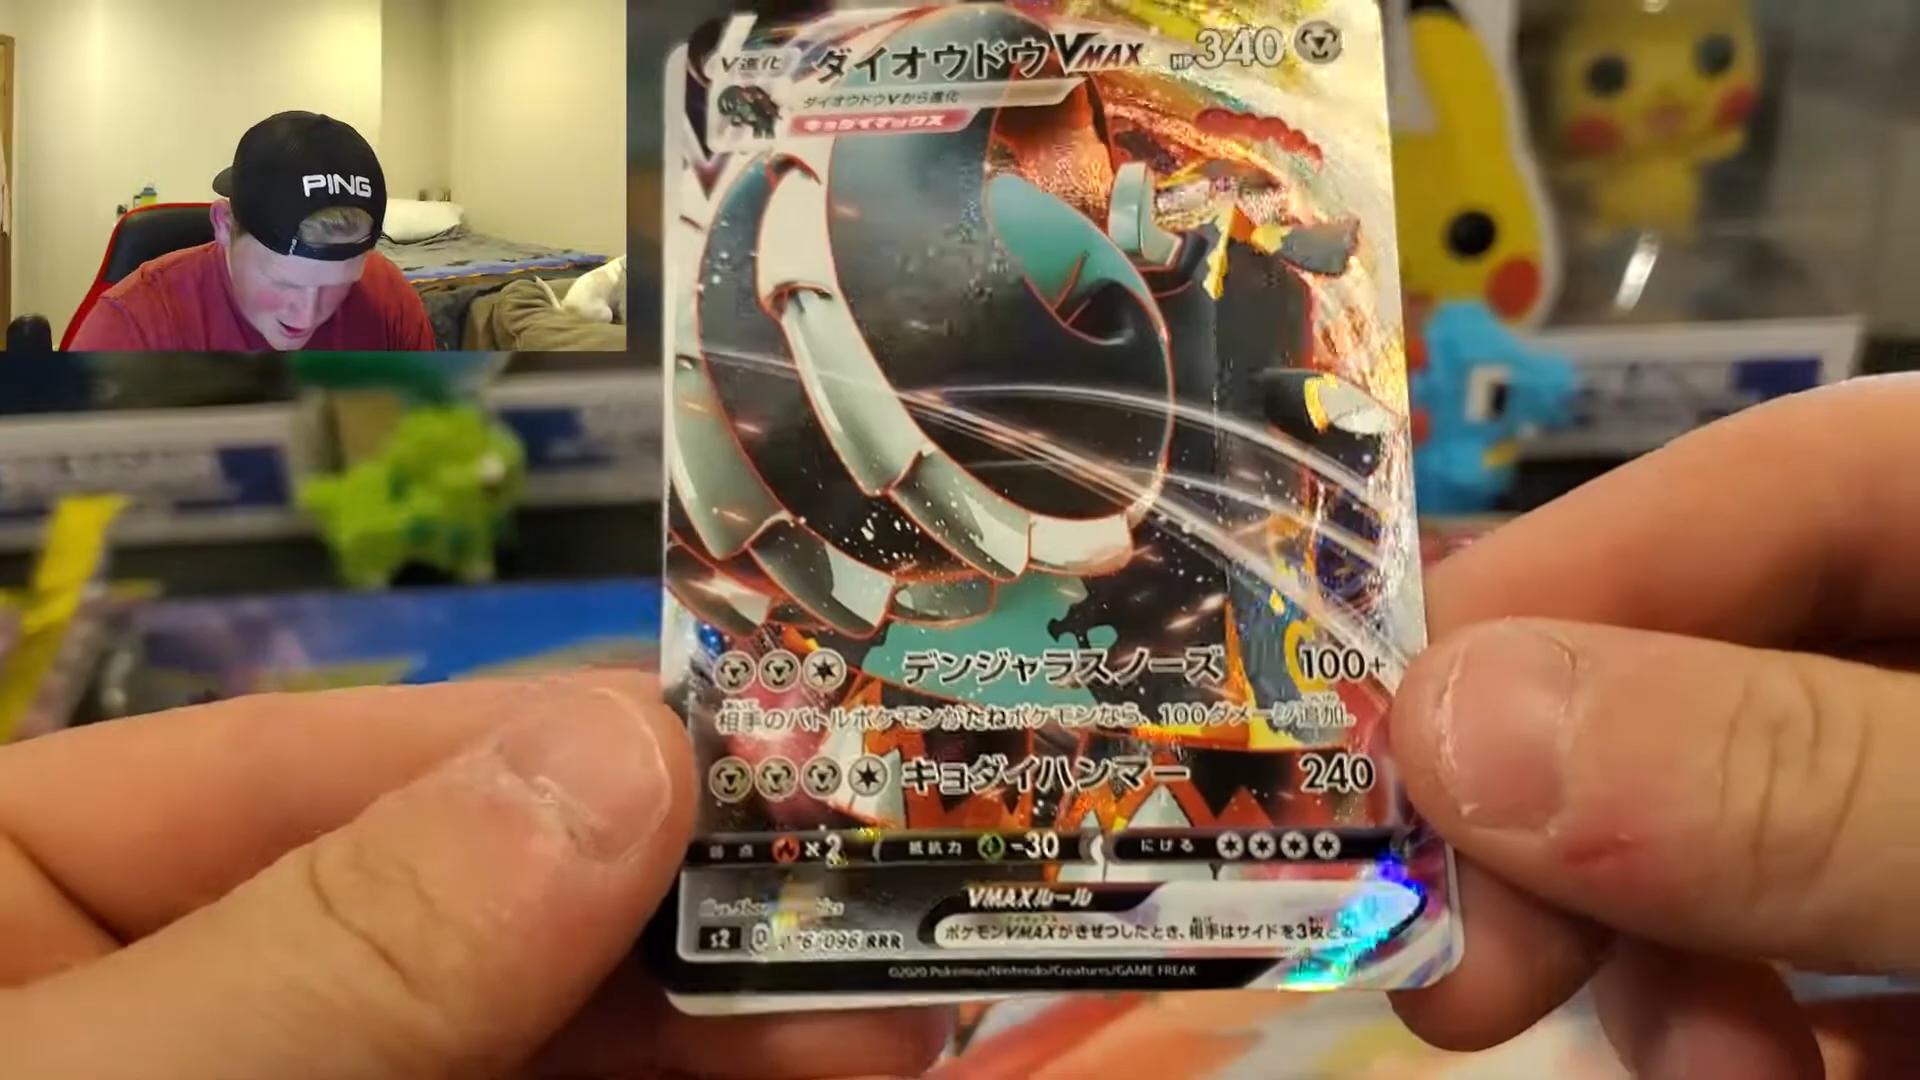 PING
V進化 ダイオウドウVMAX HP340
ダイオウドウVから進化
キョダイマックス
デンジャラスノーズ 100+
相手のバトルポケモンがたねポケモンなら、100ダメージ追加。
キョダイハンマー 240
弱点 ×2 抵抗力 -30 にげる
VMAXルール
Illus.
ポケモンVMAXがきぜつしたとき、相手はサイドを3枚とる
s2 D 076/096 RRR
©2020 Pokémon/Nintendo/Creatures/GAME FREAK